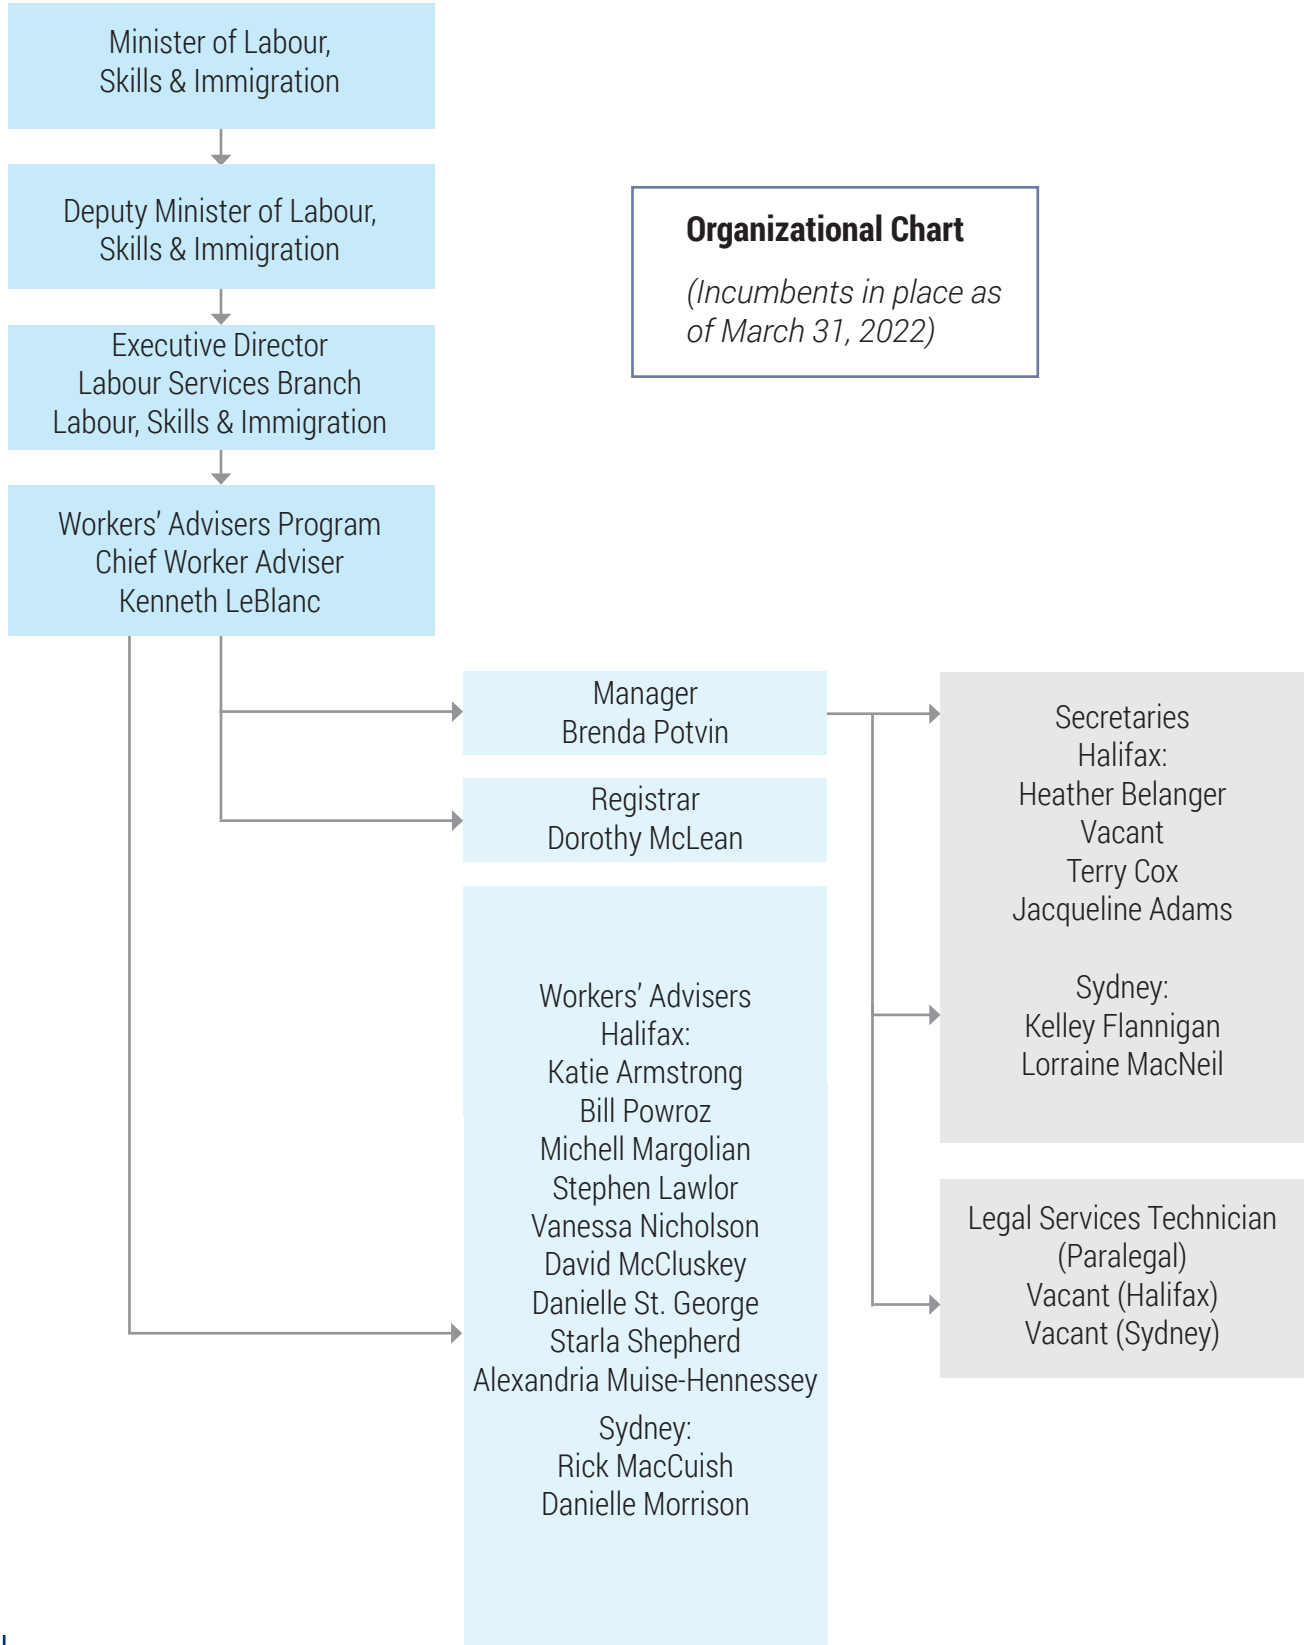 Minister of Labour,
Skills & Immigration
Deputy Minister of Labour,
Skills & Immigration
Organizational Chart
(Incumbents in place as
of March 31, 2022)
Executive Director
Labour Services Branch
Labour, Skills & Immigration
Workers’ Advisers Program
Chief Worker Adviser
Kenneth LeBlanc
Manager
Brenda Potvin
Registrar
Dorothy McLean
Workers’ Advisers
Halifax:
Katie Armstrong
Bill Powroz
Michell Margolian
Stephen Lawlor
Vanessa Nicholson
David McCluskey
Danielle St. George
Starla Shepherd
Alexandria Muise-Hennessey
Sydney:
Rick MacCuish
Danielle Morrison
Secretaries
Halifax:
Heather Belanger
Vacant
Terry Cox
Jacqueline Adams
Sydney:
Kelley Flannigan
Lorraine MacNeil
Legal Services Technician
(Paralegal)
Vacant (Halifax)
Vacant (Sydney)